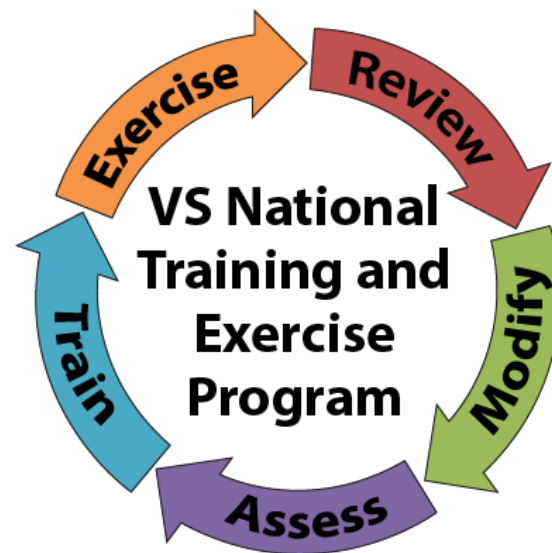 Exercise
Review
VS National
Training and
Exercise
Program
Modify
Train
Assess